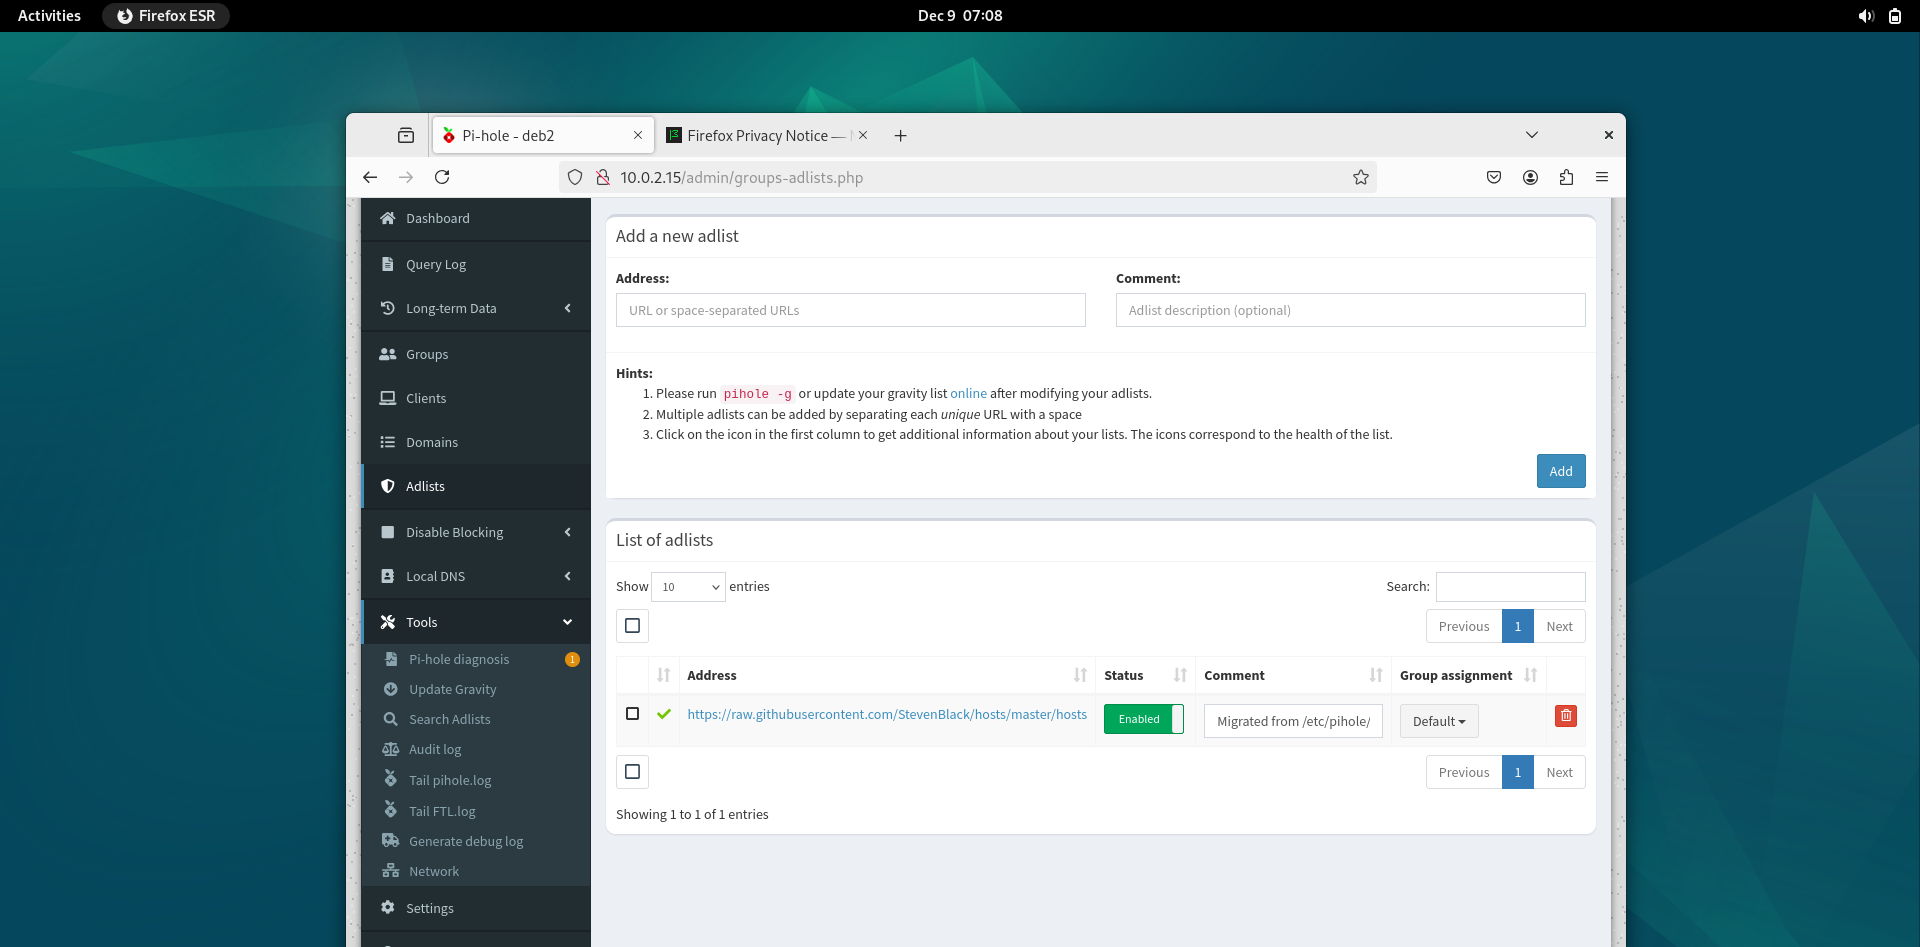 Activities
Firefox ESR
Dec 9 07:08
Pi-hole - deb2
Firefox Privacy Notice —
10.0.2.15/admin/groups-adlists.php
Dashboard
Query Log
Long-term Data
Groups
Clients
Domains
Adlists
Disable Blocking
Local DNS
Tools
Pi-hole diagnosis 1
Update Gravity
Search Adlists
Audit log
Tail pihole.log
Tail FTL.log
Generate debug log
Network
Settings
Add a new adlist
Address: Comment:
URL or space-separated URLs Adlist description (optional)
Hints:
1. Please run pihole -g or update your gravity list online after modifying your adlists.
2. Multiple adlists can be added by separating each unique URL with a space
3. Click on the icon in the first column to get additional information about your lists. The icons correspond to the health of the list.
Add
List of adlists
Show 10 entries Search:
Previous 1 Next
Address Status Comment Group assignment
https://raw.githubusercontent.com/StevenBlack/hosts/master/hosts Enabled Migrated from /etc/pihole/ Default
Previous 1 Next
Showing 1 to 1 of 1 entries